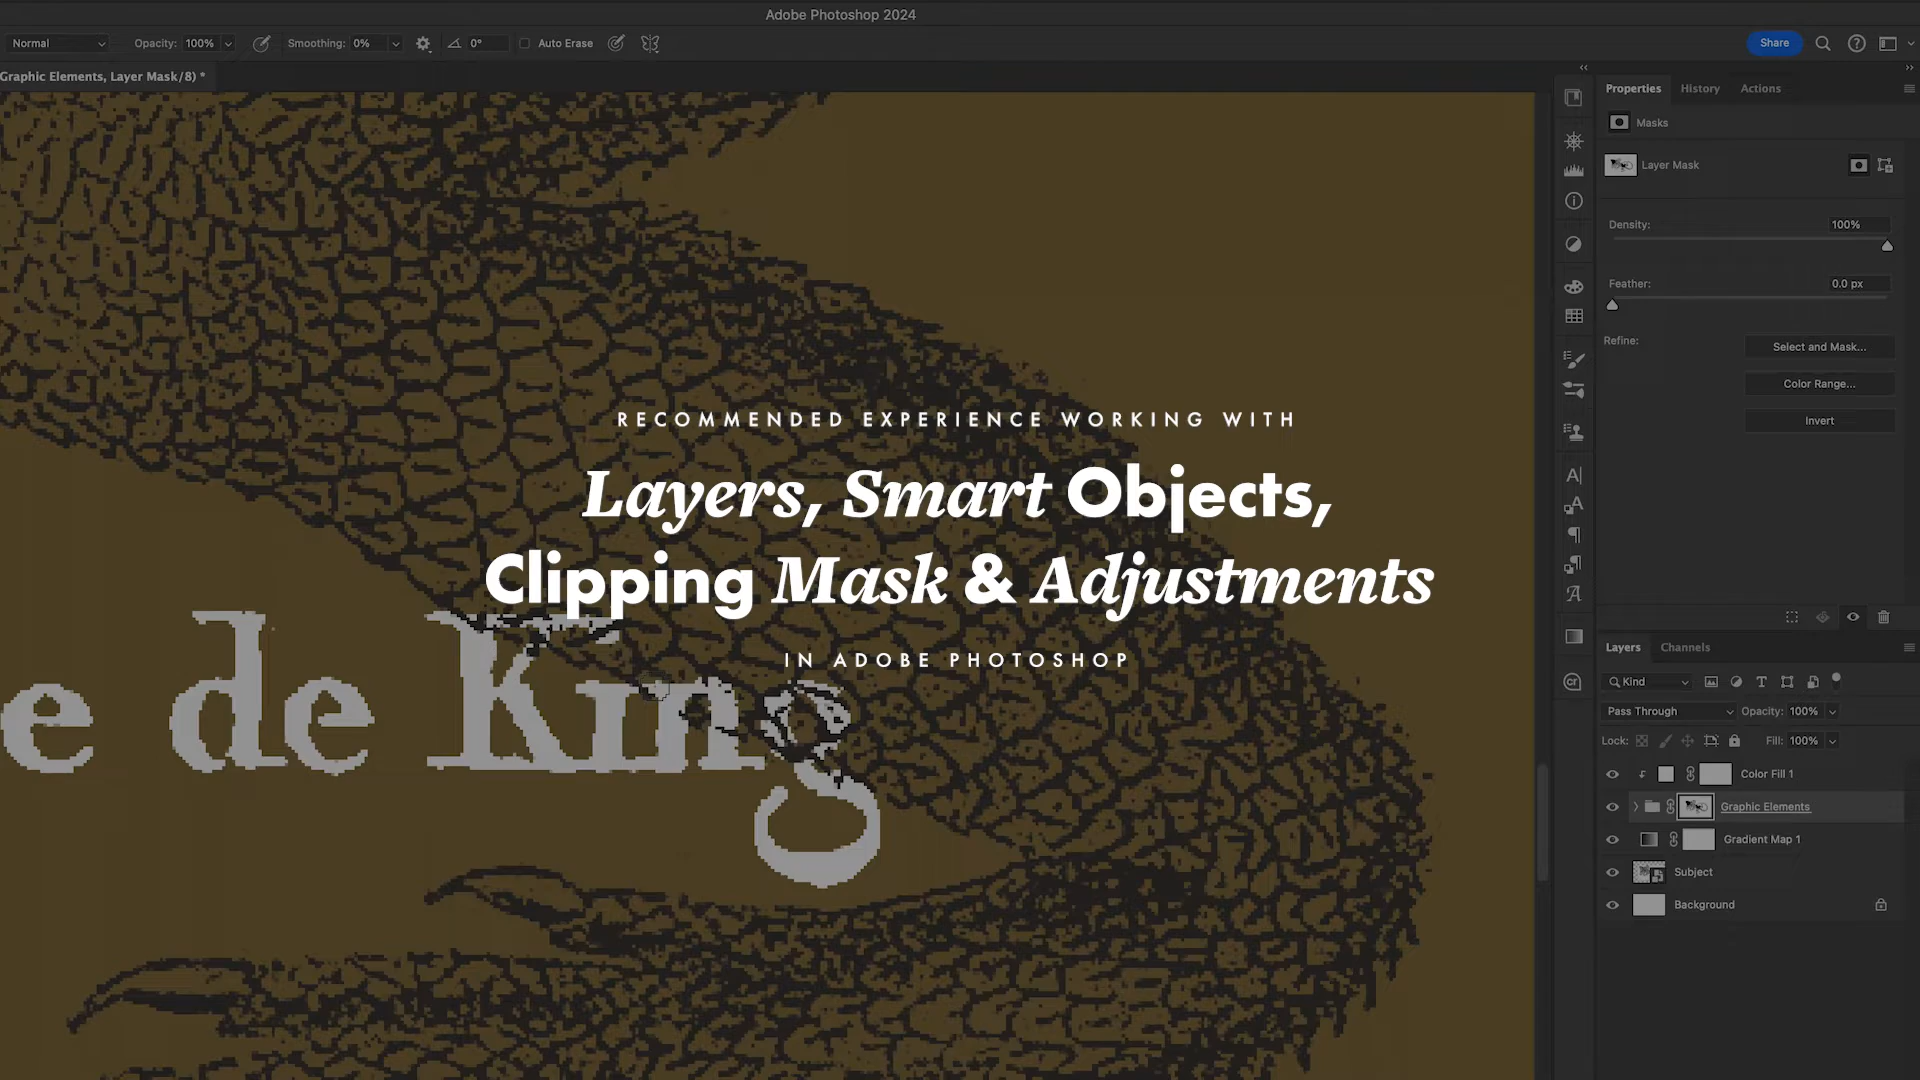 Adobe Photoshop 2024
Normal Opacity: 100% Smoothing: 0% 0° Auto Erase Share
Graphic Elements, Layer Mask/8) *
Properties History Actions
Masks
Layer Mask
Density: 100%
Feather: 0.0 px
Refine: Select and Mask...
Color Range...
Invert
RECOMMENDED EXPERIENCE WORKING WITH
Layers, Smart Objects,
Clipping Mask & Adjustments
IN ADOBE PHOTOSHOP
e de King
Layers Channels
Kind
Pass Through Opacity: 100%
Lock: Fill: 100%
Color Fill 1
Graphic Elements
Gradient Map 1
Subject
Background